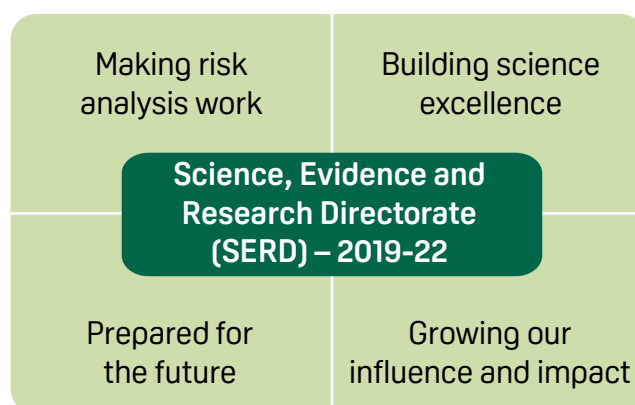 Making risk
analysis work
Building science
excellence
Science, Evidence and
Research Directorate
(SERD) – 2019-22
Prepared for
the future
Growing our
influence and impact